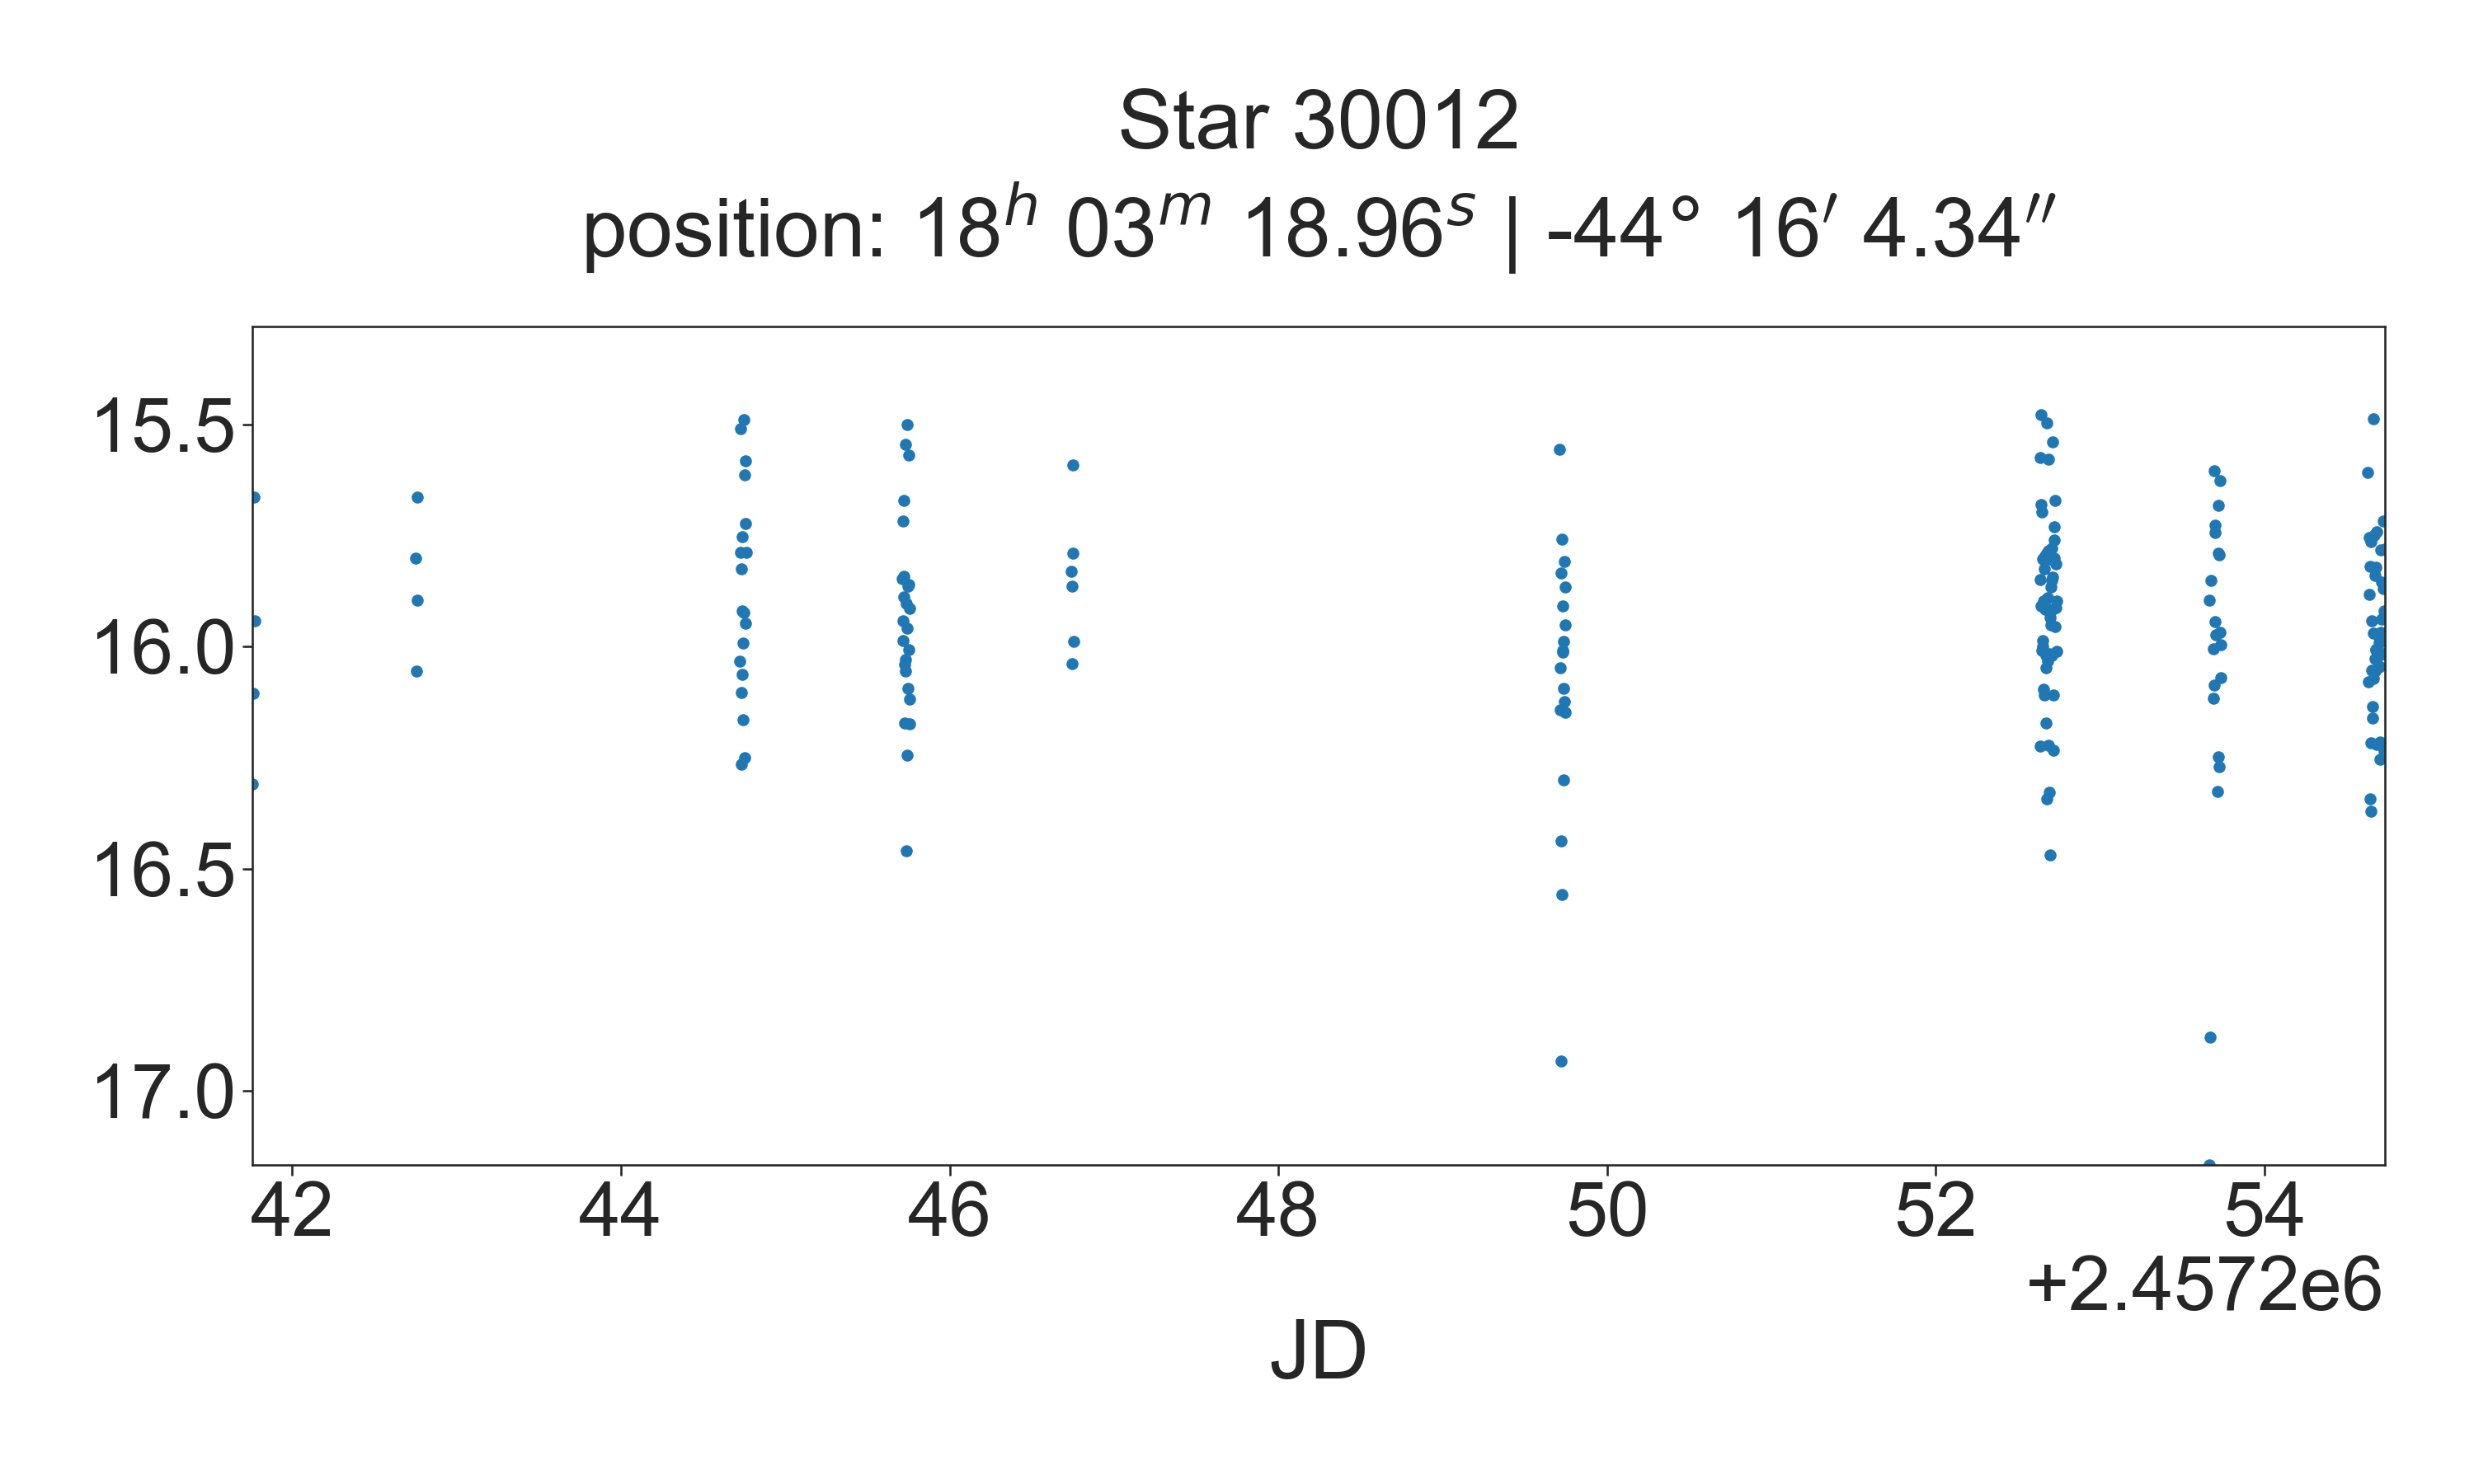 Star 30012
position: 18ʰ 03ᵐ 18.96ˢ | -44° 16′ 4.34″
15.5
16.0
16.5
17.0
42 44 46 48 50 52 54
+2.4572e6
JD